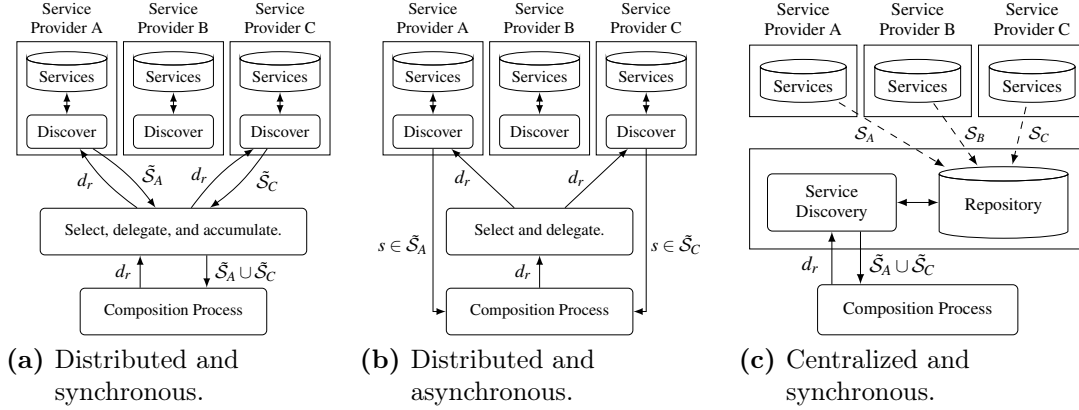 Service Provider A
Service Provider B
Service Provider C
Services
Services
Services
Discover
Discover
Discover
d_r
S̃_A
d_r
S̃_C
Select, delegate, and accumulate.
d_r
S̃_A ∪ S̃_C
Composition Process
(a) Distributed and
synchronous.
Service Provider A
Service Provider B
Service Provider C
Services
Services
Services
Discover
Discover
Discover
d_r
d_r
s ∈ S̃_A
Select and delegate.
s ∈ S̃_C
d_r
Composition Process
(b) Distributed and
asynchronous.
Service Provider A
Service Provider B
Service Provider C
Services
Services
Services
S_A
S_B
S_C
Service
Discovery
Repository
d_r
S̃_A ∪ S̃_C
Composition Process
(c) Centralized and
synchronous.